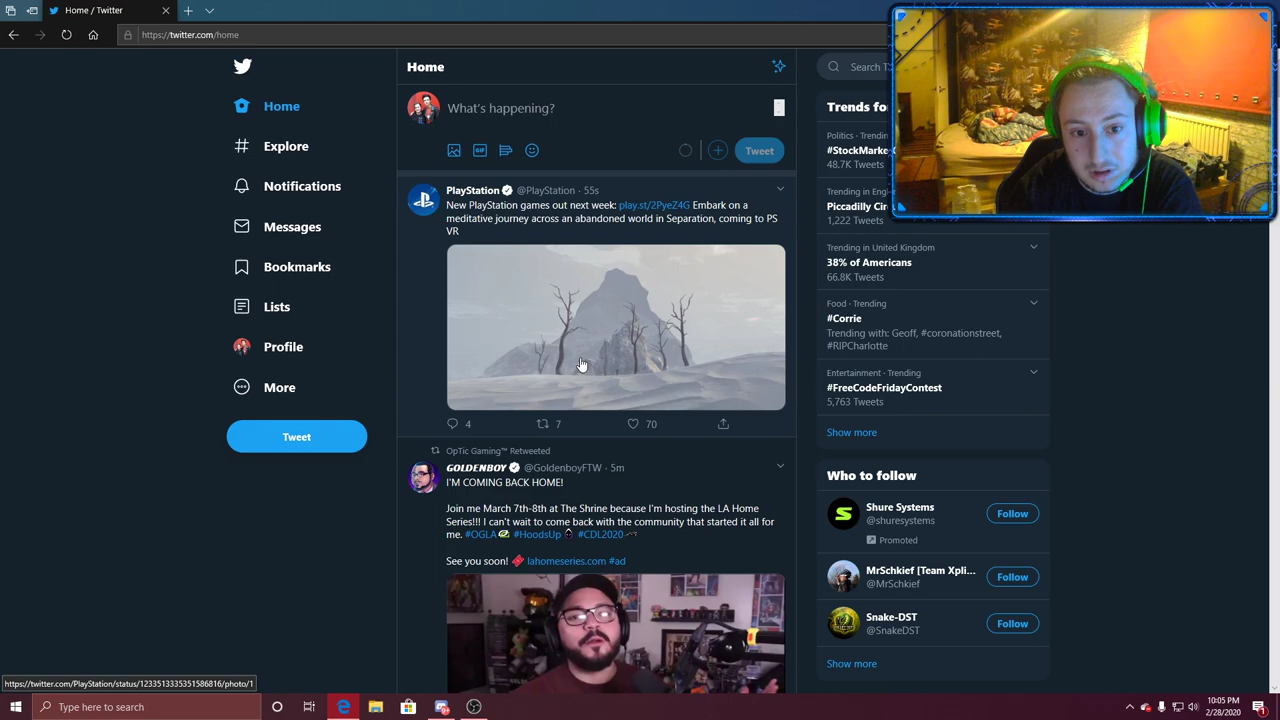 Home / Twitter
https://twitter.com/home
Home
Explore
Notifications
Messages
Bookmarks
Lists
Profile
More
Tweet
Home
What's happening?
GIF
Tweet
PlayStation @PlayStation · 55s
New PlayStation games out next week: play.st/2PyeZ4G Embark on a
meditative journey across an abandoned world in Separation, coming to PS
VR
4 7 70
OpTic Gaming™ Retweeted
GOLDENBOY @GoldenboyFTW · 5m
I'M COMING BACK HOME!
Join me March 7th-8th at The Shrine because I'm hosting the LA Home
Series!!! I can't wait to come back with the community that started it all for
me. #OGLA #HoodsUp #CDL2020
See you soon! lahomeseries.com #ad
Search
Trends
Politics ·
48.7K Tweets
Trending in
Piccadilly
1,222 Tweets
Trending in United Kingdom
38% of Americans
66.8K Tweets
Food · Trending
#Corrie
Trending with: Geoff, #coronationstreet,
#RIPCharlotte
Entertainment · Trending
#FreeCodeFridayContest
5,763 Tweets
Show more
Who to follow
Shure Systems
@shuresystems
Follow
Promoted
MrSchkief [Team Xpli...
@MrSchkief
Follow
Snake-DST
@SnakeDST
Follow
Show more
https://twitter.com/PlayStation/status/1233513335351586816/photo/1
Type here to search
10:05 PM
2/28/2020
1